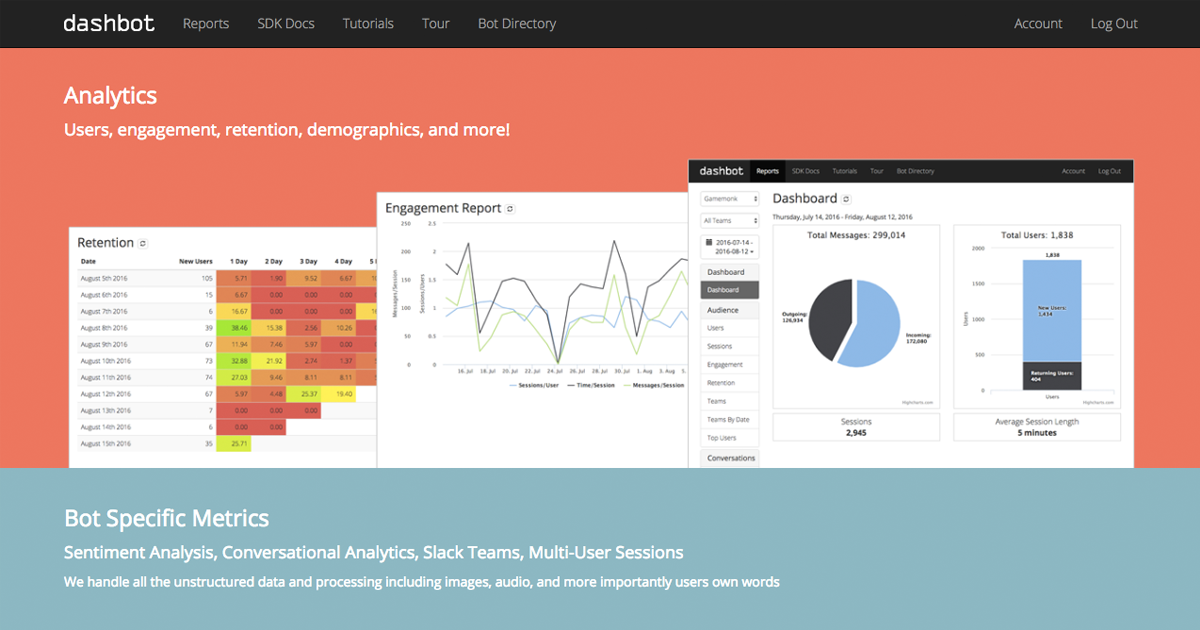 dashbot Reports SDK Docs Tutorials Tour Bot Directory Account Log Out
Analytics
Users, engagement, retention, demographics, and more!
Retention
Date New Users 1 Day 2 Day 3 Day 4 Day 5
August 5th 2016 105 5.71 1.90 9.52 6.67
August 6th 2016 15 6.67 0.00 0.00 0.00
August 7th 2016 6 16.67 0.00 0.00 0.00
August 8th 2016 39 38.46 15.38 2.56 10.26
August 9th 2016 67 11.94 7.46 5.97 0.00
August 10th 2016 73 32.88 21.92 2.74 1.37
August 11th 2016 74 27.03 9.46 8.11 8.11
August 12th 2016 67 5.97 4.48 25.37 19.40
August 13th 2016 7 0.00 0.00 0.00
August 14th 2016 6 0.00 0.00
August 15th 2016 35 25.71
Engagement Report
Messages/Session
250
200
150
100
50
0
Sessions/Users
2.5
2
1.5
1
0.5
0
16. Jul 18. Jul 20. Jul 22. Jul 24. Jul 26. Jul 28. Jul 30. Jul 1. Aug 3. Aug 5.
Sessions/User Time/Session Messages/Session
dashbot Reports SDK Docs Tutorials Tour Bot Directory Account Log Out
Gamemonk
All Teams
2016-07-14 -
2016-08-12
Dashboard
Dashboard
Audience
Users
Sessions
Engagement
Retention
Teams
Teams By Date
Top Users
Conversations
Dashboard
Thursday, July 14, 2016 - Friday, August 12, 2016
Total Messages: 299,014
Outgoing:
126,934
Incoming:
172,080
Highcharts.com
Total Users: 1,838
Users
2000
1500
1000
500
0
1,838
New Users:
1,434
Returning Users:
404
Users
Highcharts.com
Sessions
2,945
Average Session Length
5 minutes
Bot Specific Metrics
Sentiment Analysis, Conversational Analytics, Slack Teams, Multi-User Sessions
We handle all the unstructured data and processing including images, audio, and more importantly users own words